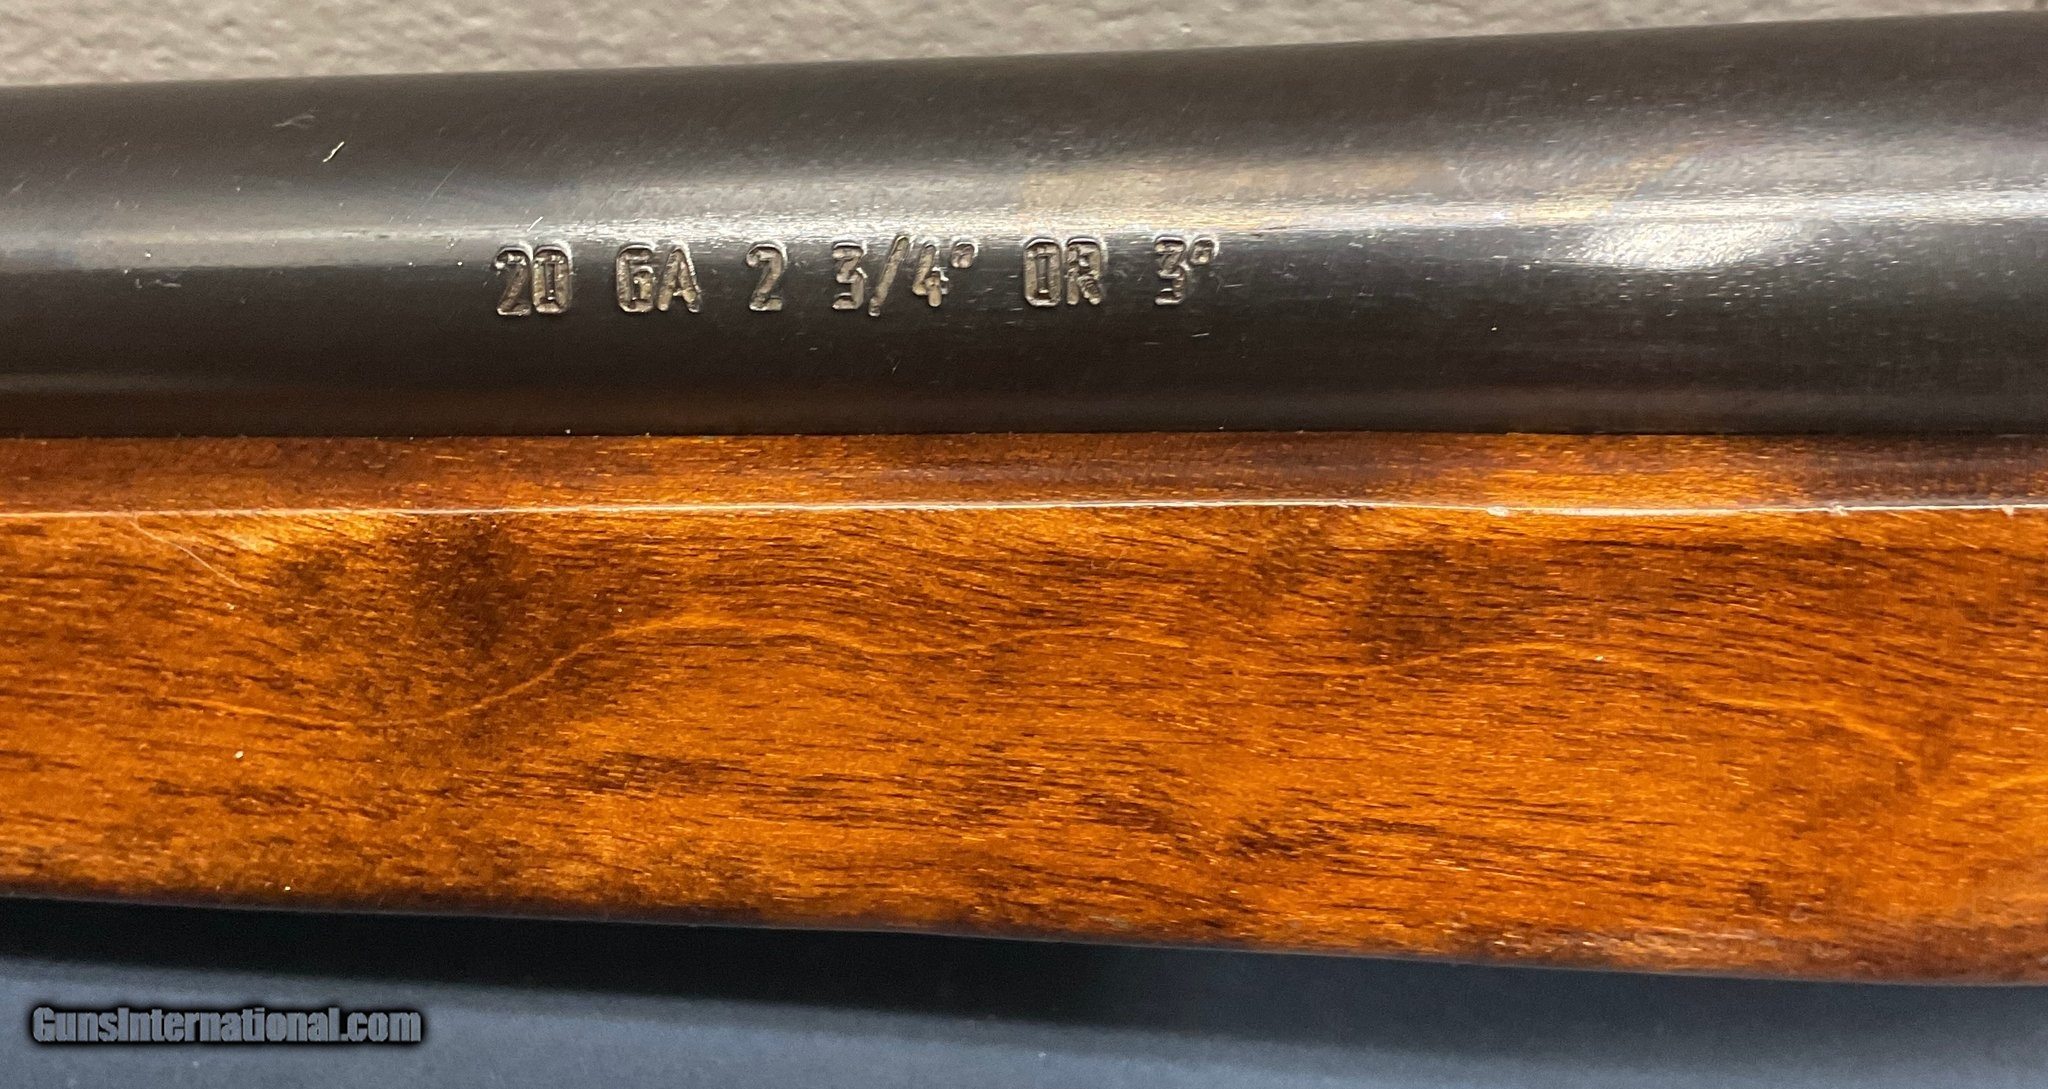 20 GA 2 3/4" OR 3"
GunsInternational.com